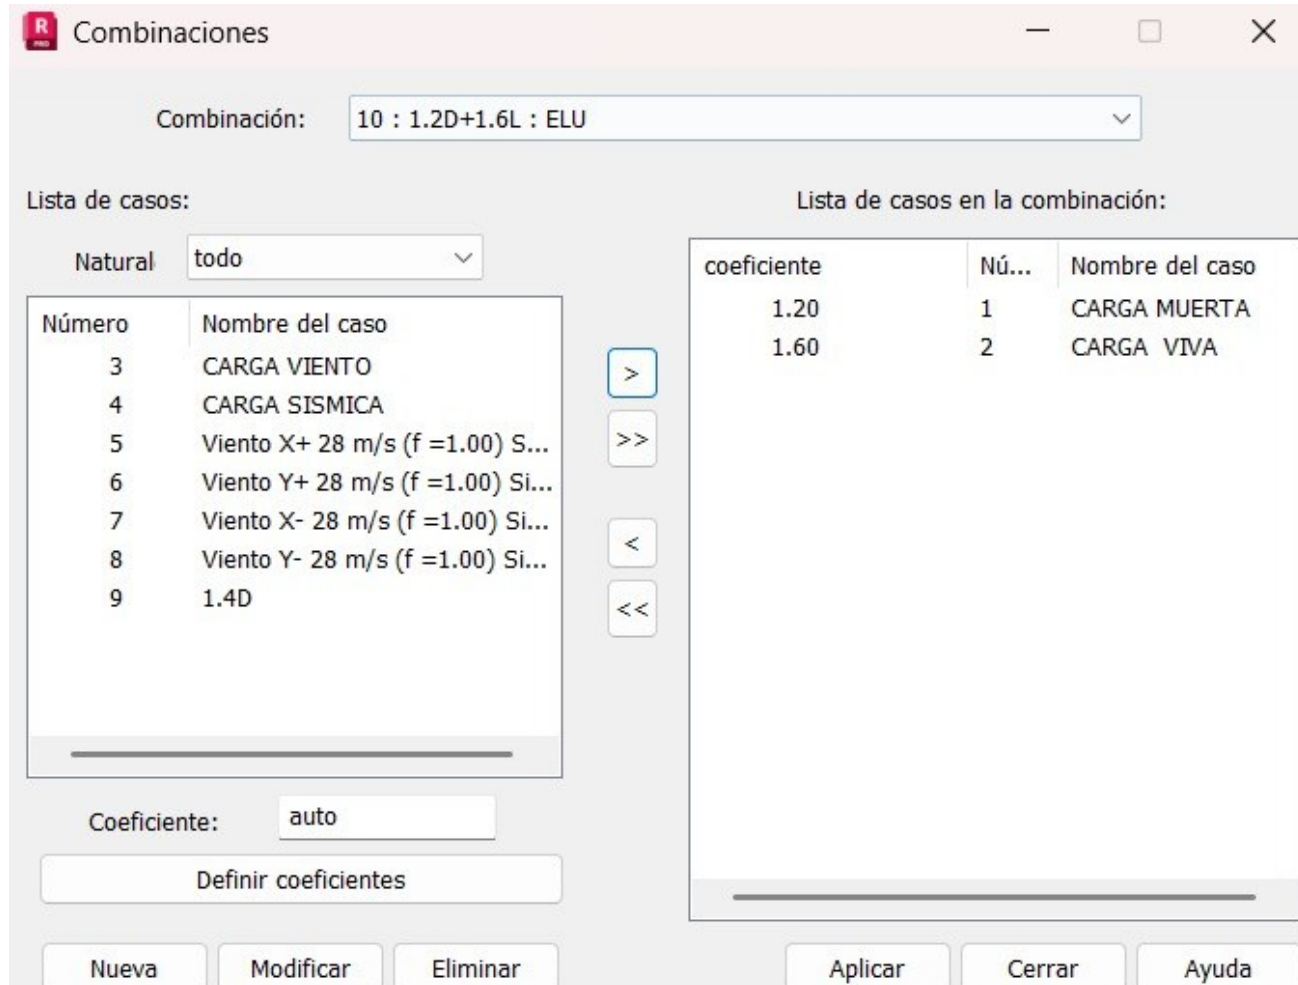 R
PRO
Combinaciones
Combinación: 10 : 1.2D+1.6L : ELU
Lista de casos:
Natural todo
Número Nombre del caso
3 CARGA VIENTO
4 CARGA SISMICA
5 Viento X+ 28 m/s (f =1.00) S...
6 Viento Y+ 28 m/s (f =1.00) Si...
7 Viento X- 28 m/s (f =1.00) Si...
8 Viento Y- 28 m/s (f =1.00) Si...
9 1.4D
>
>>
<
<<
Lista de casos en la combinación:
coeficiente Nú... Nombre del caso
1.20 1 CARGA MUERTA
1.60 2 CARGA VIVA
Coeficiente: auto
Definir coeficientes
Nueva Modificar Eliminar Aplicar Cerrar Ayuda